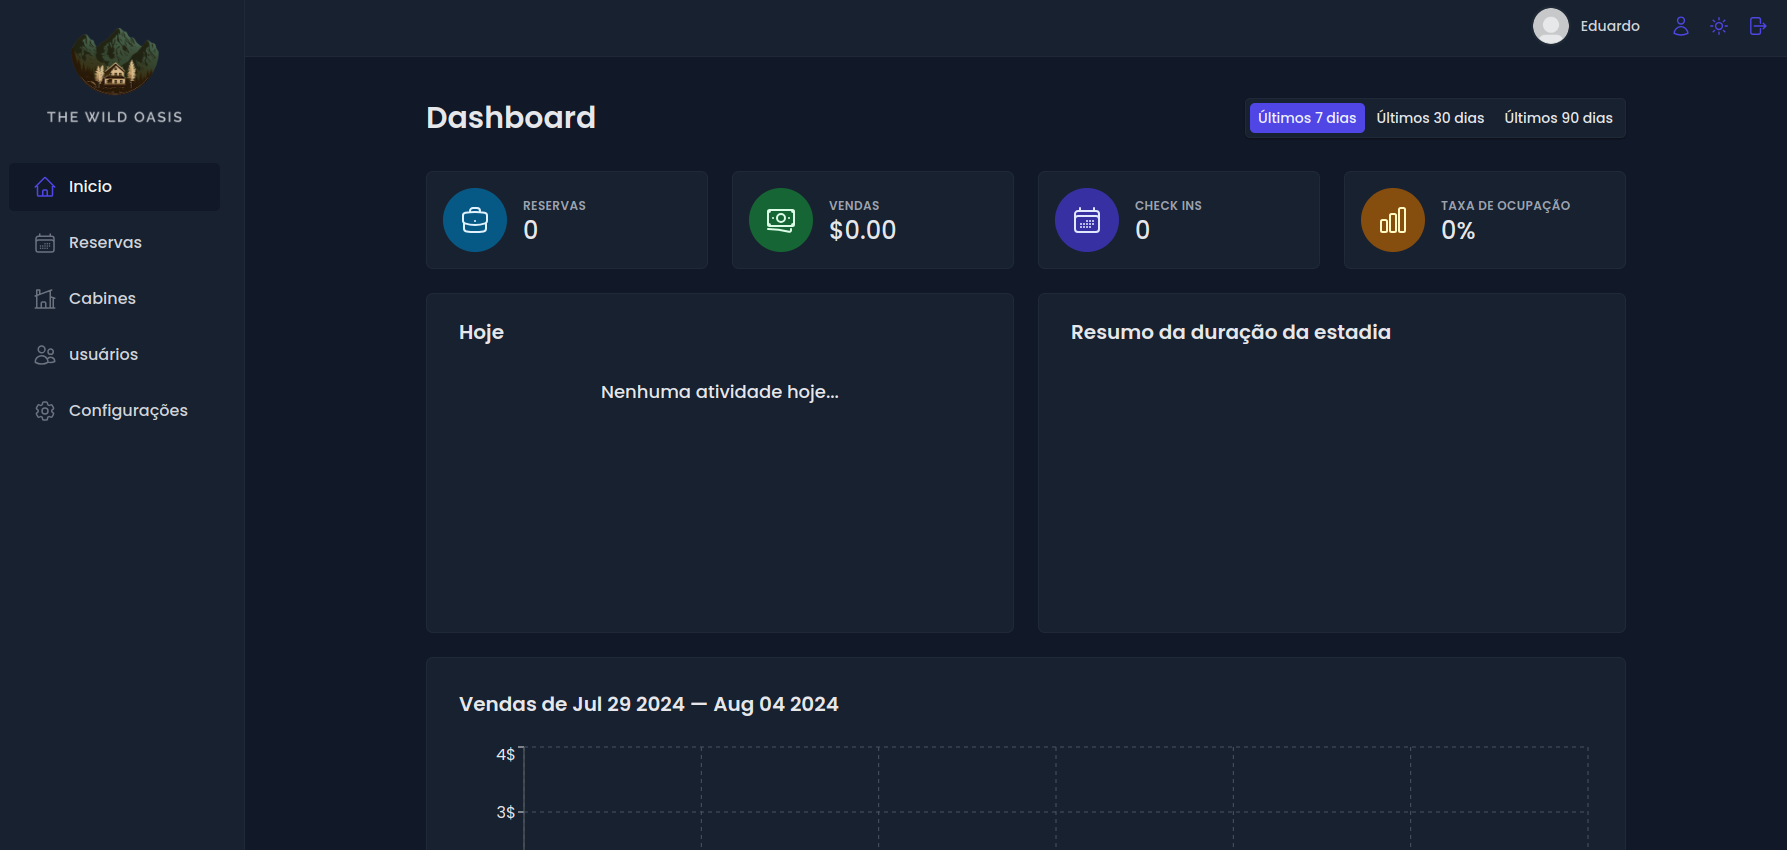 THE WILD OASIS
Inicio
Reservas
Cabines
usuários
Configurações
Eduardo
Dashboard
Últimos 7 dias
Últimos 30 dias
Últimos 90 dias
RESERVAS
0
VENDAS
$0.00
CHECK INS
0
TAXA DE OCUPAÇÃO
0%
Hoje
Nenhuma atividade hoje...
Resumo da duração da estadia
Vendas de Jul 29 2024 — Aug 04 2024
4$
3$